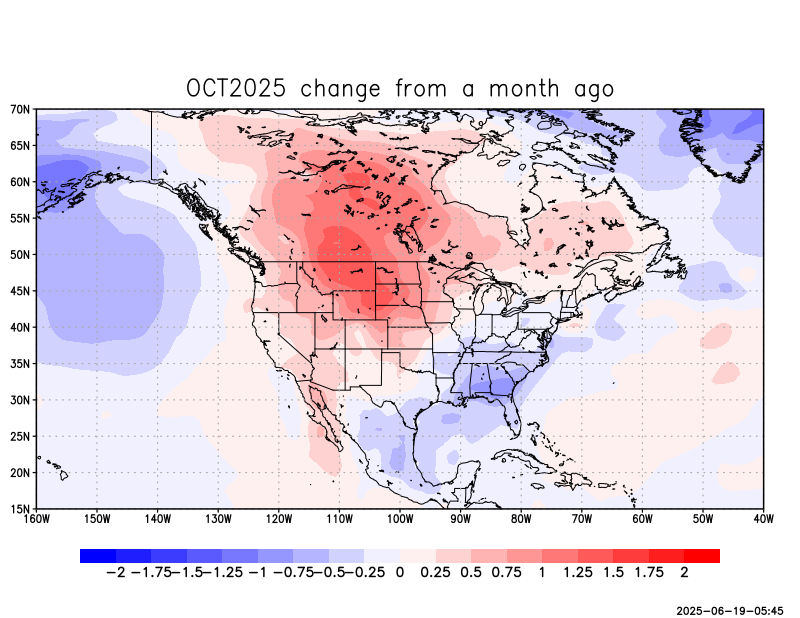 OCT2025 change from a month ago
70N
65N
60N
55N
50N
45N
40N
35N
30N
25N
20N
15N
160W 150W 140W 130W 120W 110W 100W 90W 80W 70W 60W 50W 40W
−2 −1.75 −1.5 −1.25 −1 −0.75 −0.5 −0.25 0 0.25 0.5 0.75 1 1.25 1.5 1.75 2
2025-06-19-05:45